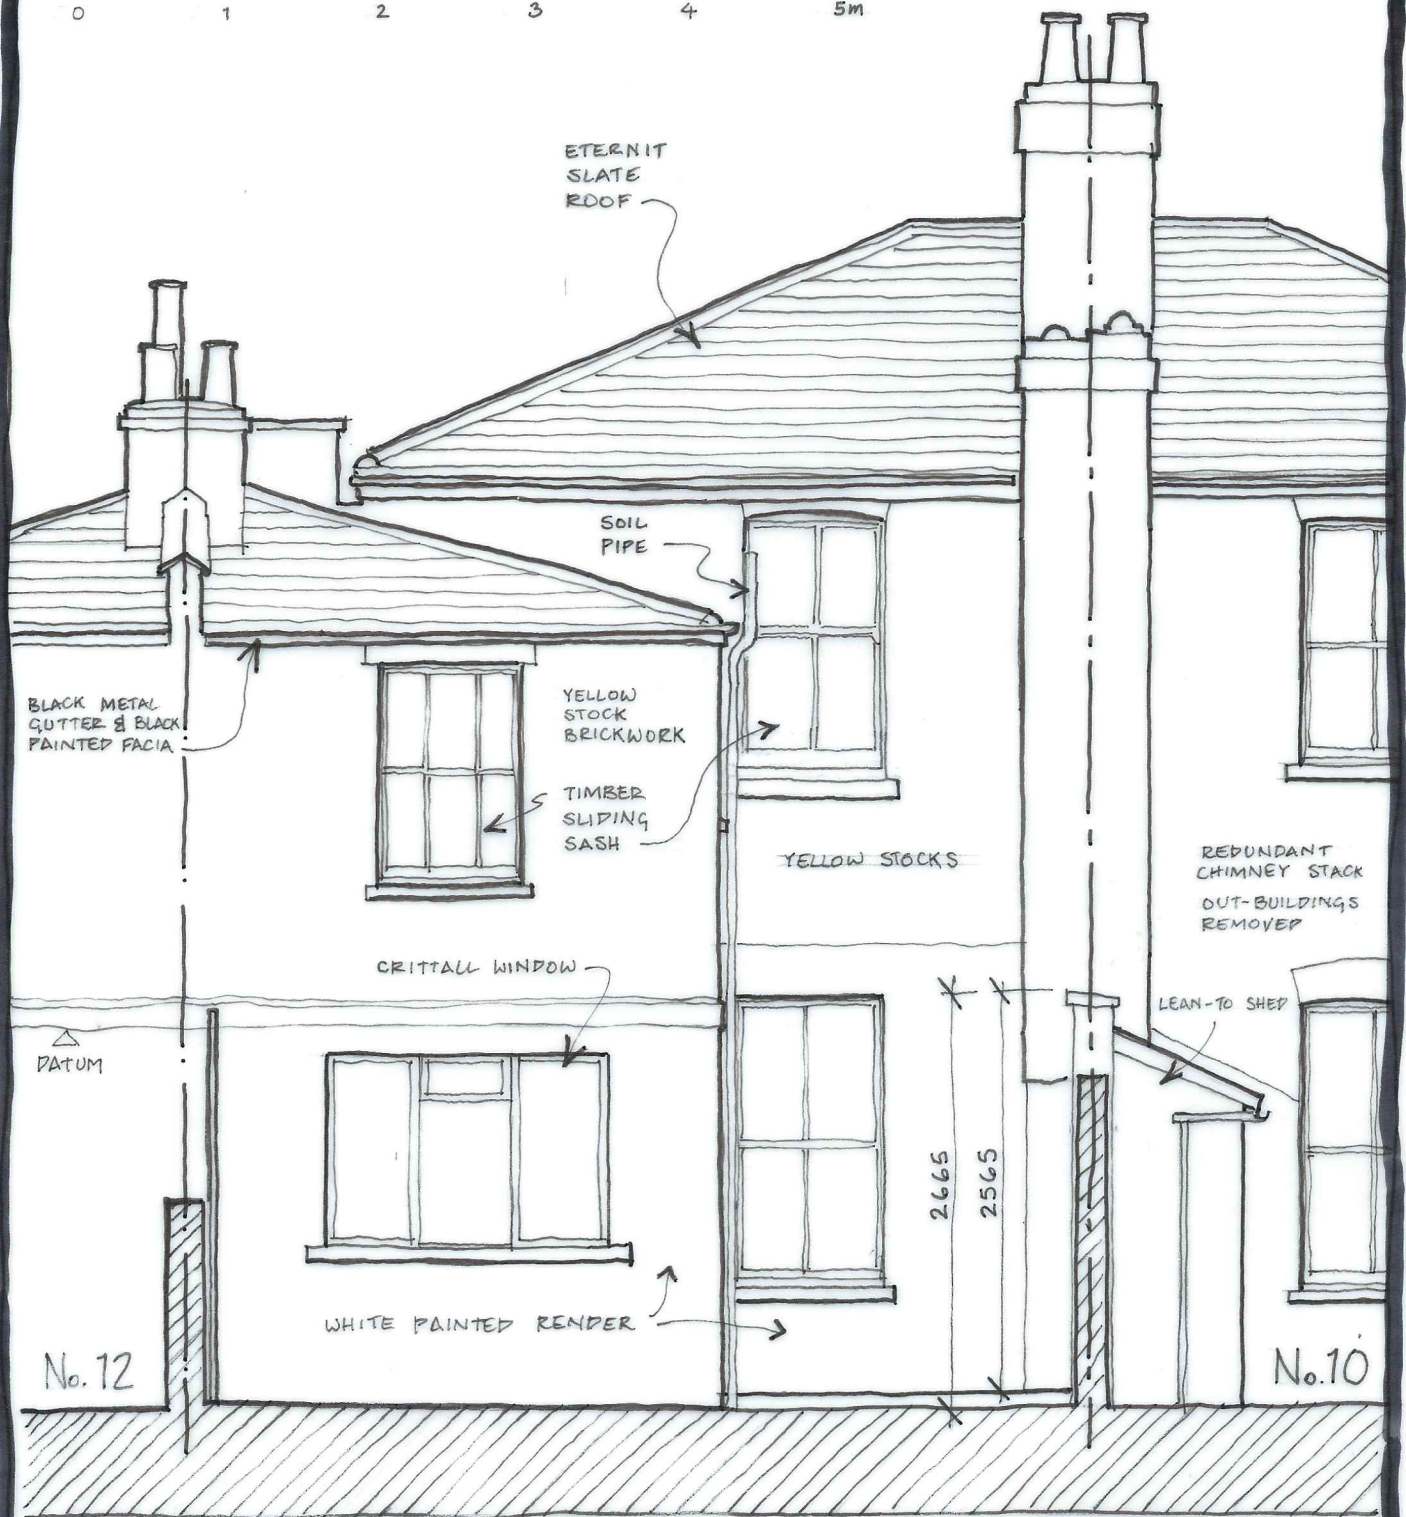 0 1 2 3 4 5m
ETERNIT
SLATE
ROOF
SOIL
PIPE
BLACK METAL
GUTTER & BLACK
PAINTED FACIA
YELLOW
STOCK
BRICKWORK
TIMBER
SLIDING
SASH
YELLOW STOCKS
REDUNDANT
CHIMNEY STACK
OUT-BUILDINGS
REMOVED
CRITTALL WINDOW
LEAN-TO SHED
DATUM
2665
2565
WHITE PAINTED RENDER
No. 12
No. 10